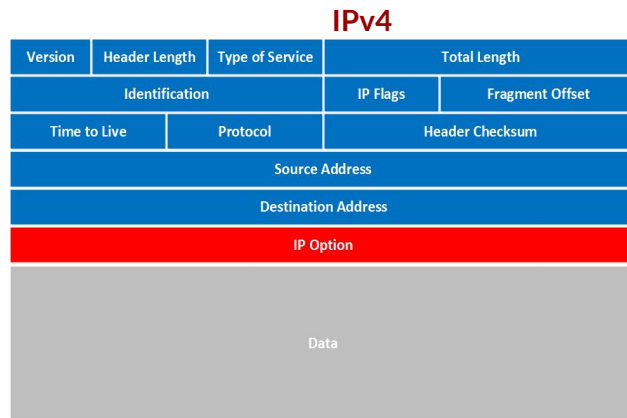 IPv4
Version Header Length Type of Service Total Length
Identification IP Flags Fragment Offset
Time to Live Protocol Header Checksum
Source Address
Destination Address
IP Option
Data